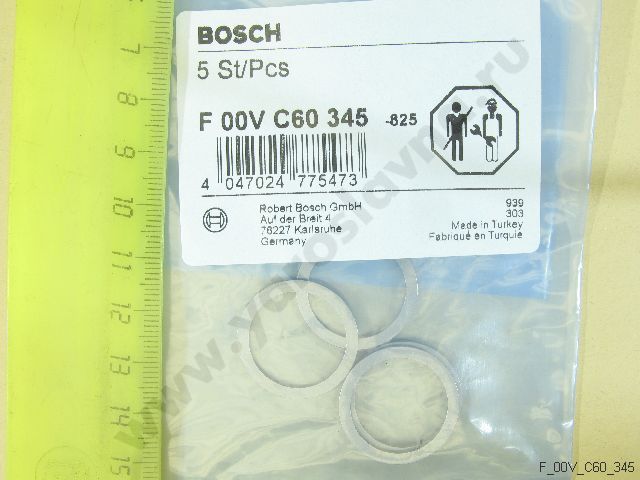 BOSCH
5 St/Pcs
F 00V C60 345 -825
4 047024 775473
Robert Bosch GmbH
Auf der Breit 4
76227 Karlsruhe
Germany
939
303
Made in Turkey
Fabriqué en Turquie
7
8
9
10
11
12
13
14
15
F_00V_C60_345